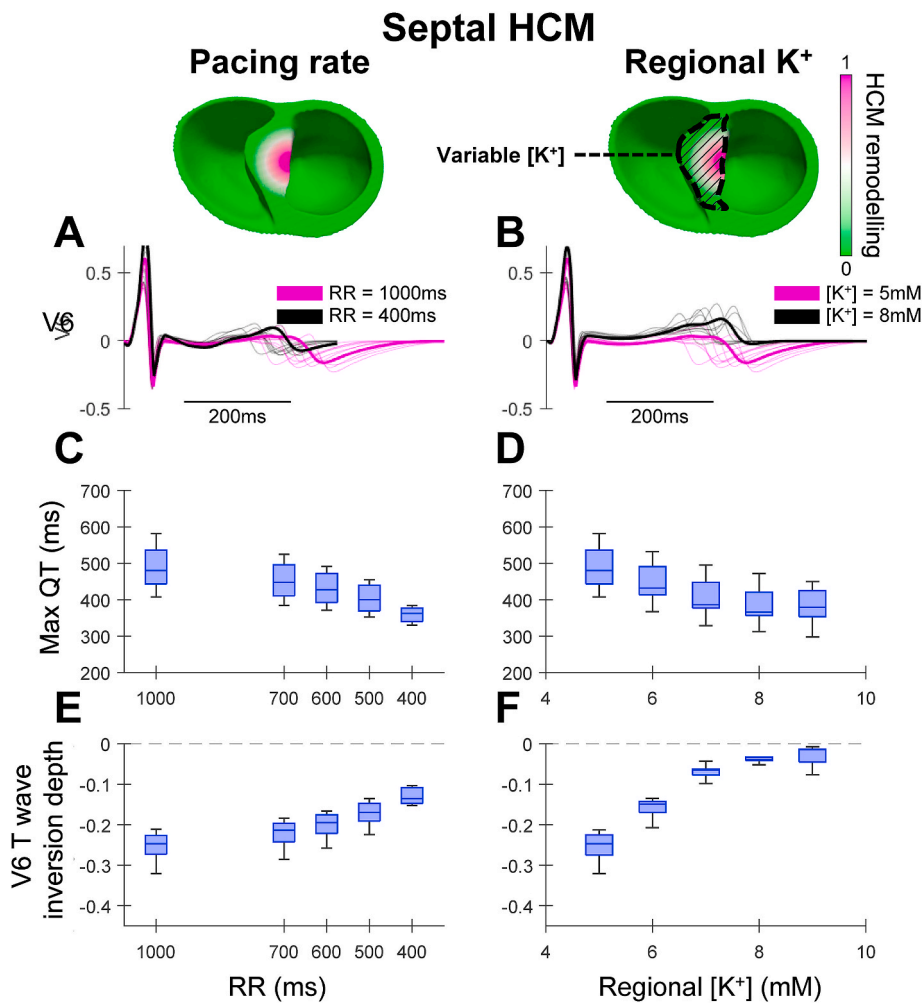 Septal HCM
Pacing rate
Regional K⁺
Variable [K⁺]
1
HCM remodelling
0
A
B
V6
0.5
0
-0.5
RR = 1000ms
RR = 400ms
200ms
[K⁺] = 5mM
[K⁺] = 8mM
0.5
0
-0.5
200ms
C
D
Max QT (ms)
700
600
500
400
300
200
1000 700 600 500 400
700
600
500
400
300
200
4 6 8 10
E
F
V6 T wave
inversion depth
0
-0.1
-0.2
-0.3
-0.4
1000 700 600 500 400
RR (ms)
0
-0.1
-0.2
-0.3
-0.4
4 6 8 10
Regional [K⁺] (mM)